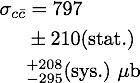 σ_{cc̄} = 797
± 210(stat.)
^{+208}_{−295}(sys.) μb